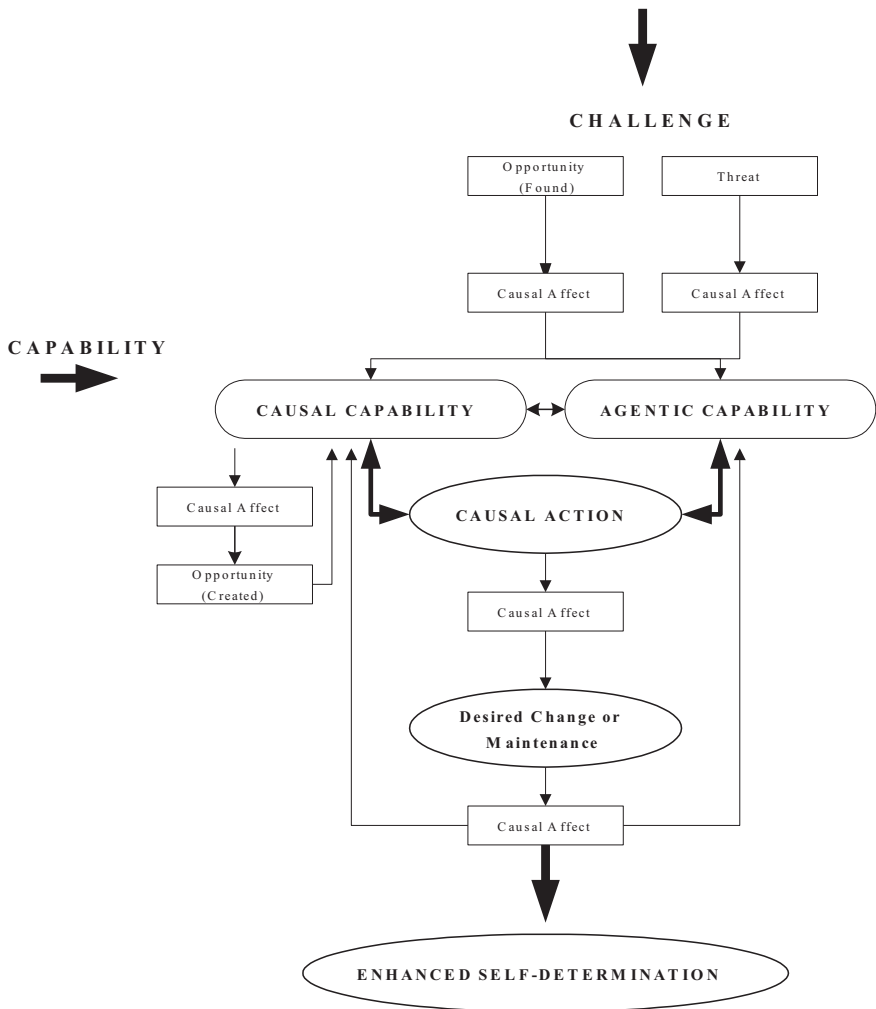 CHALLENGE
Opportunity
(Found)
Threat
Causal Affect
Causal Affect
CAPABILITY
CAUSAL CAPABILITY
AGENTIC CAPABILITY
Causal Affect
CAUSAL ACTION
Opportunity
(Created)
Causal Affect
Desired Change or
Maintenance
Causal Affect
ENHANCED SELF-DETERMINATION